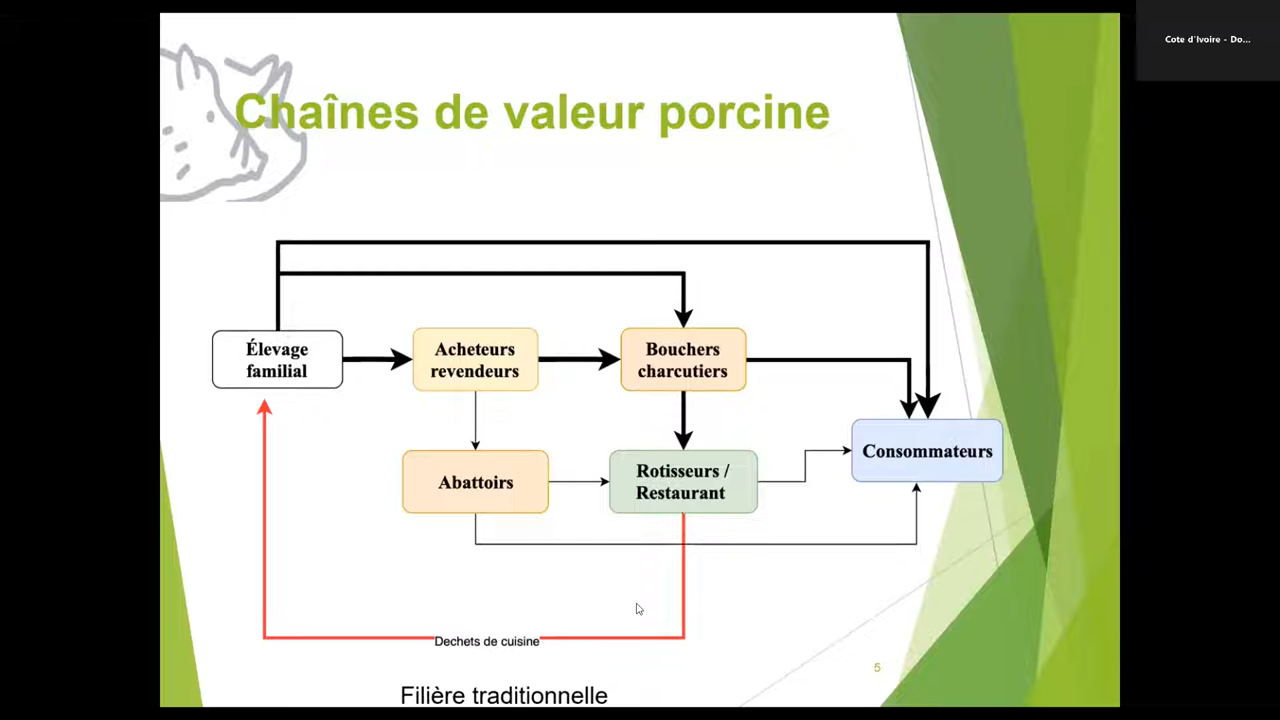 Cote d'Ivoire - Do...
Chaînes de valeur porcine
Élevage
familial
Acheteurs
revendeurs
Bouchers
charcutiers
Consommateurs
Abattoirs
Rotisseurs /
Restaurant
Dechets de cuisine
5
Filière traditionnelle